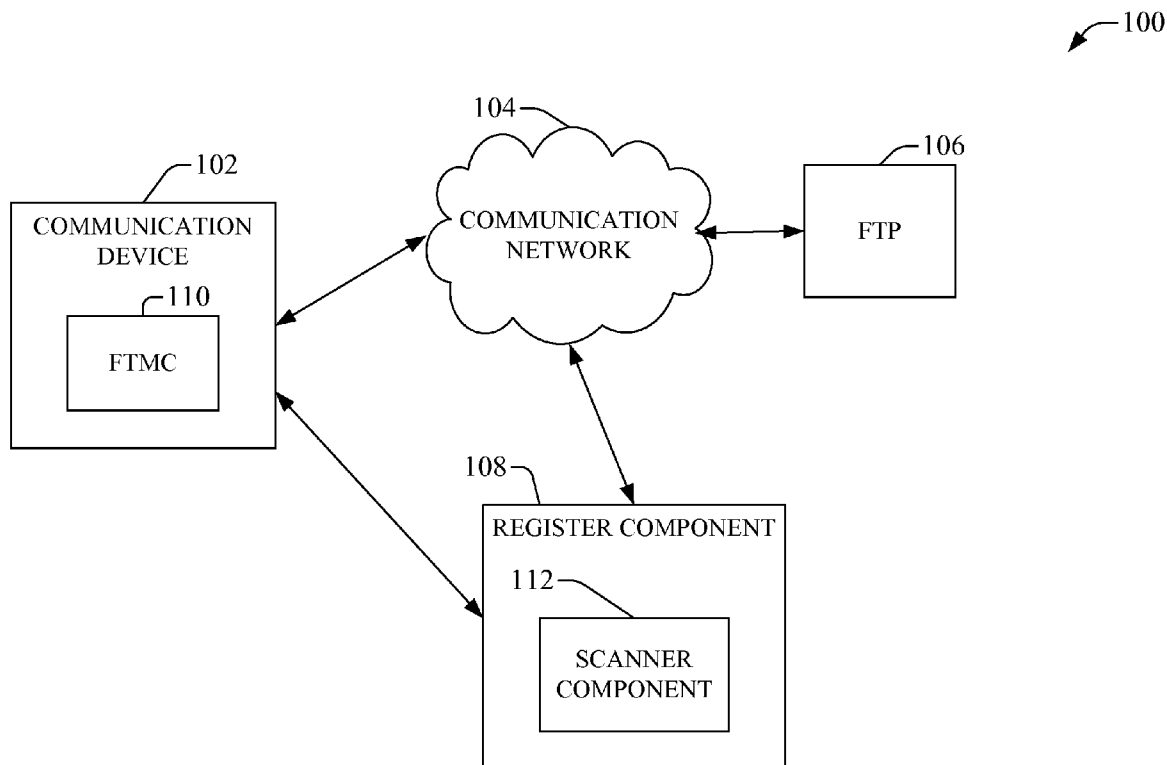 100
104
106
102
COMMUNICATION
DEVICE
COMMUNICATION
NETWORK
FTP
110
FTMC
108
REGISTER COMPONENT
112
SCANNER
COMPONENT